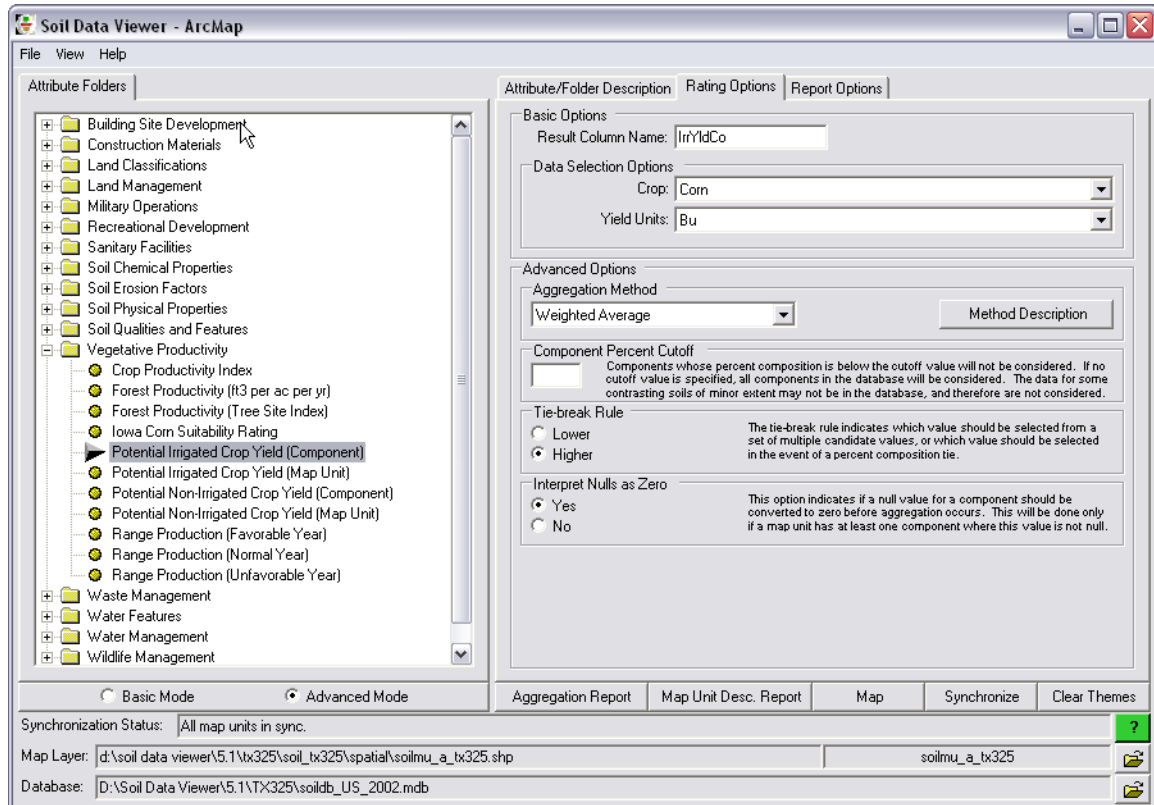 Soil Data Viewer - ArcMap
File View Help
Attribute Folders
Building Site Development
Construction Materials
Land Classifications
Land Management
Military Operations
Recreational Development
Sanitary Facilities
Soil Chemical Properties
Soil Erosion Factors
Soil Physical Properties
Soil Qualities and Features
Vegetative Productivity
Crop Productivity Index
Forest Productivity (ft3 per ac per yr)
Forest Productivity (Tree Site Index)
Iowa Corn Suitability Rating
Potential Irrigated Crop Yield (Component)
Potential Irrigated Crop Yield (Map Unit)
Potential Non-Irrigated Crop Yield (Component)
Potential Non-Irrigated Crop Yield (Map Unit)
Range Production (Favorable Year)
Range Production (Normal Year)
Range Production (Unfavorable Year)
Waste Management
Water Features
Water Management
Wildlife Management
Basic Mode Advanced Mode
Attribute/Folder Description Rating Options Report Options
Basic Options
Result Column Name: IrrYldCo
Data Selection Options
Crop: Corn
Yield Units: Bu
Advanced Options
Aggregation Method
Weighted Average Method Description
Component Percent Cutoff
Components whose percent composition is below the cutoff value will not be considered. If no
cutoff value is specified, all components in the database will be considered. The data for some
contrasting soils of minor extent may not be in the database, and therefore are not considered.
Tie-break Rule
Lower
Higher
The tie-break rule indicates which value should be selected from a
set of multiple candidate values, or which value should be selected
in the event of a percent composition tie.
Interpret Nulls as Zero
Yes
No
This option indicates if a null value for a component should be
converted to zero before aggregation occurs. This will be done only
if a map unit has at least one component where this value is not null.
Aggregation Report Map Unit Desc. Report Map Synchronize Clear Themes
Synchronization Status: All map units in sync. ?
Map Layer: d:\soil data viewer\5.1\tx325\soil_tx325\spatial\soilmu_a_tx325.shp soilmu_a_tx325
Database: D:\Soil Data Viewer\5.1\TX325\soildb_US_2002.mdb